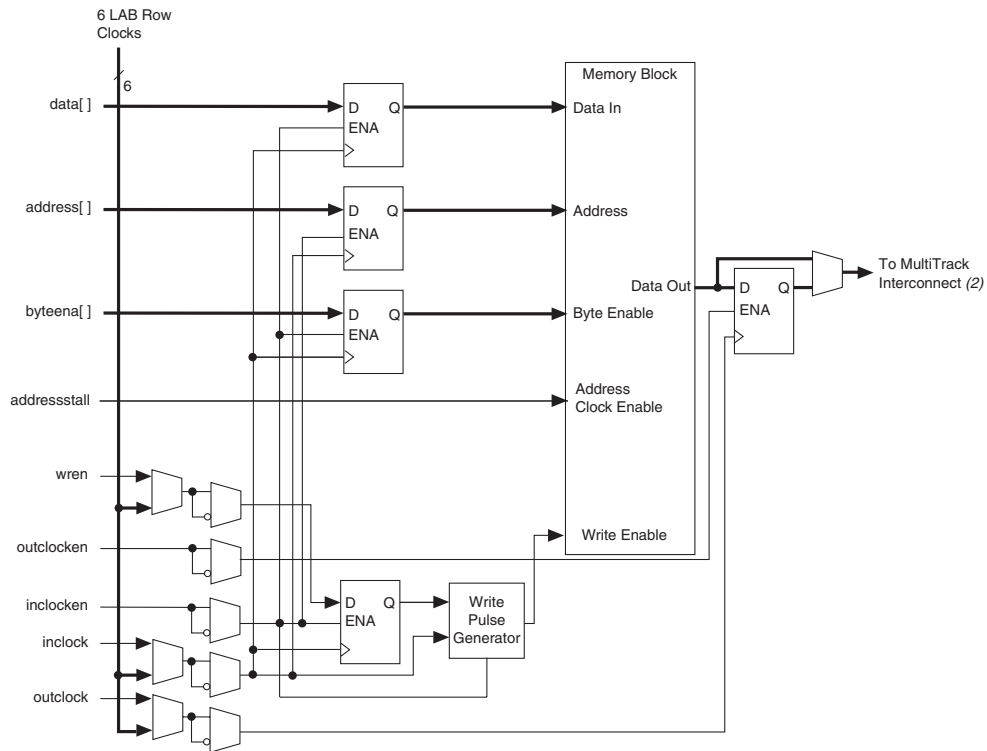 6 LAB Row
Clocks
6
Memory Block
data[ ]
D Q
ENA
Data In
address[ ]
D Q
ENA
Address
To MultiTrack
Interconnect (2)
Data Out
D Q
ENA
byteena[ ]
D Q
ENA
Byte Enable
addressstall
Address
Clock Enable
wren
Write Enable
outclocken
inclocken
D Q
ENA
Write
Pulse
Generator
inclock
outclock